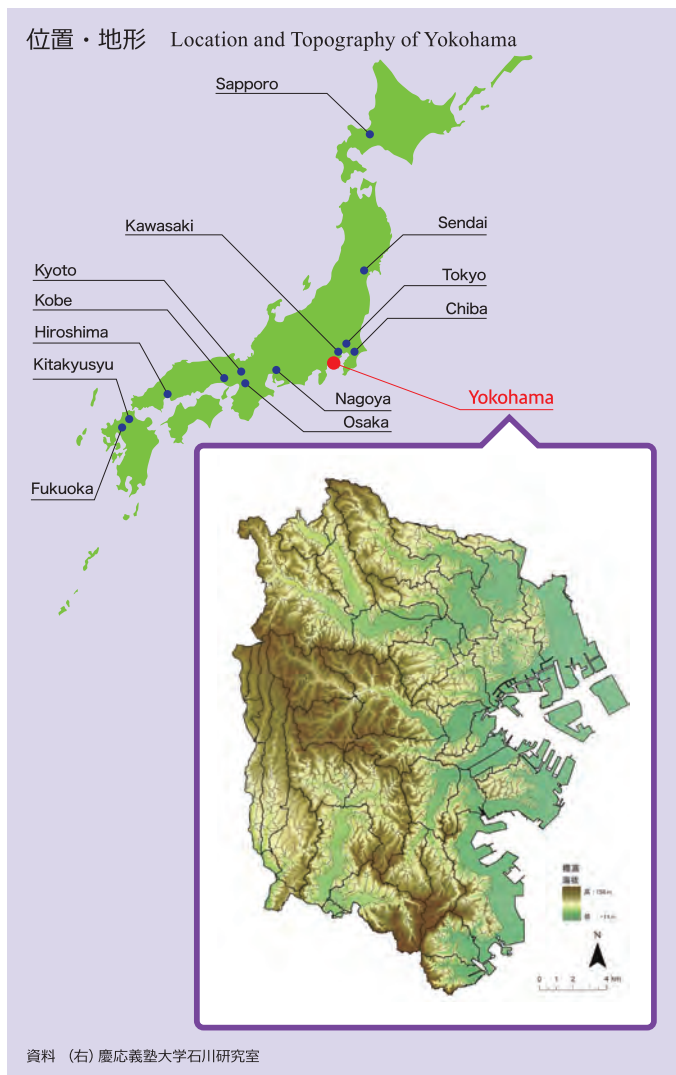 位置・地形 Location and Topography of Yokohama
Sapporo
Kawasaki
Sendai
Kyoto
Tokyo
Kobe
Chiba
Hiroshima
Kitakyusyu
Nagoya
Yokohama
Osaka
Fukuoka
標高
N
0 1 2 4 km
資料 (右) 慶応義塾大学石川研究室